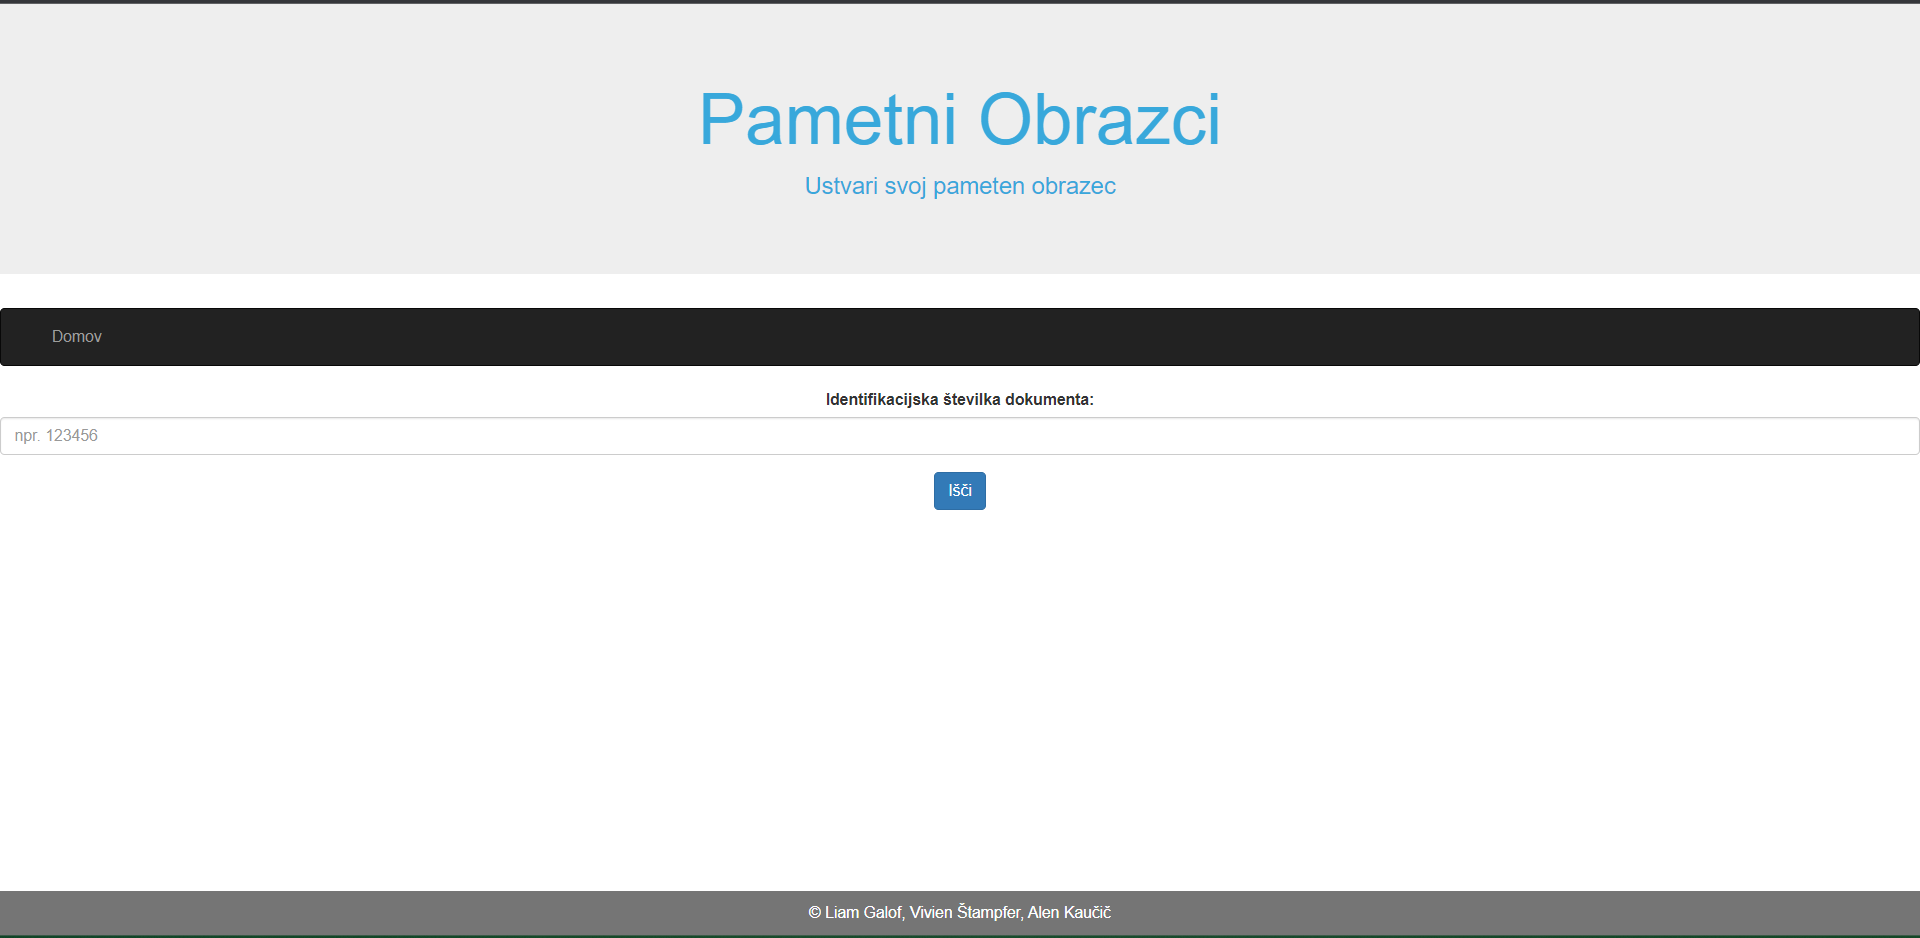 Pametni Obrazci
Ustvari svoj pameten obrazec
Domov
Identifikacijska številka dokumenta:
npr. 123456
Išči
© Liam Galof, Vivien Štampfer, Alen Kaučič